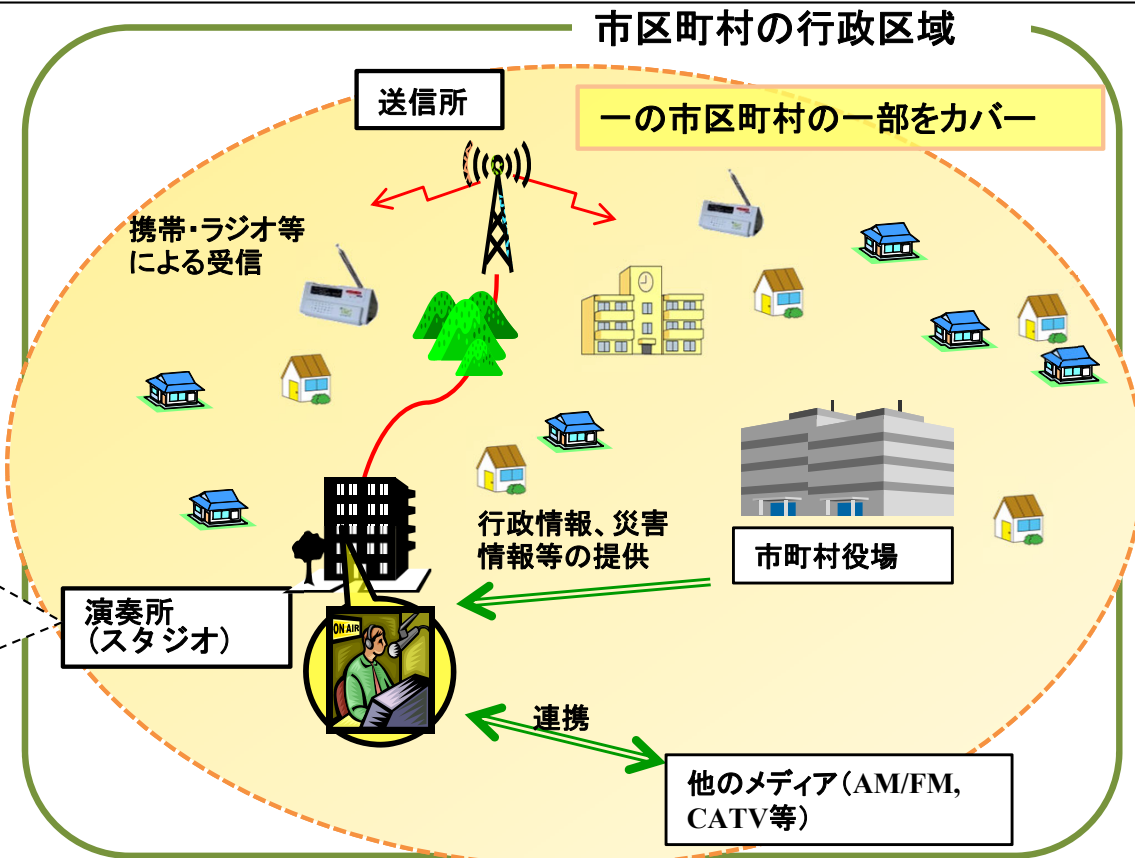 市区町村の行政区域
送信所
一の市区町村の一部をカバー
携帯・ラジオ等
による受信
行政情報、災害
情報等の提供
市町村役場
演奏所
(スタジオ)
ON AIR
連携
他のメディア(AM/FM,
CATV等)